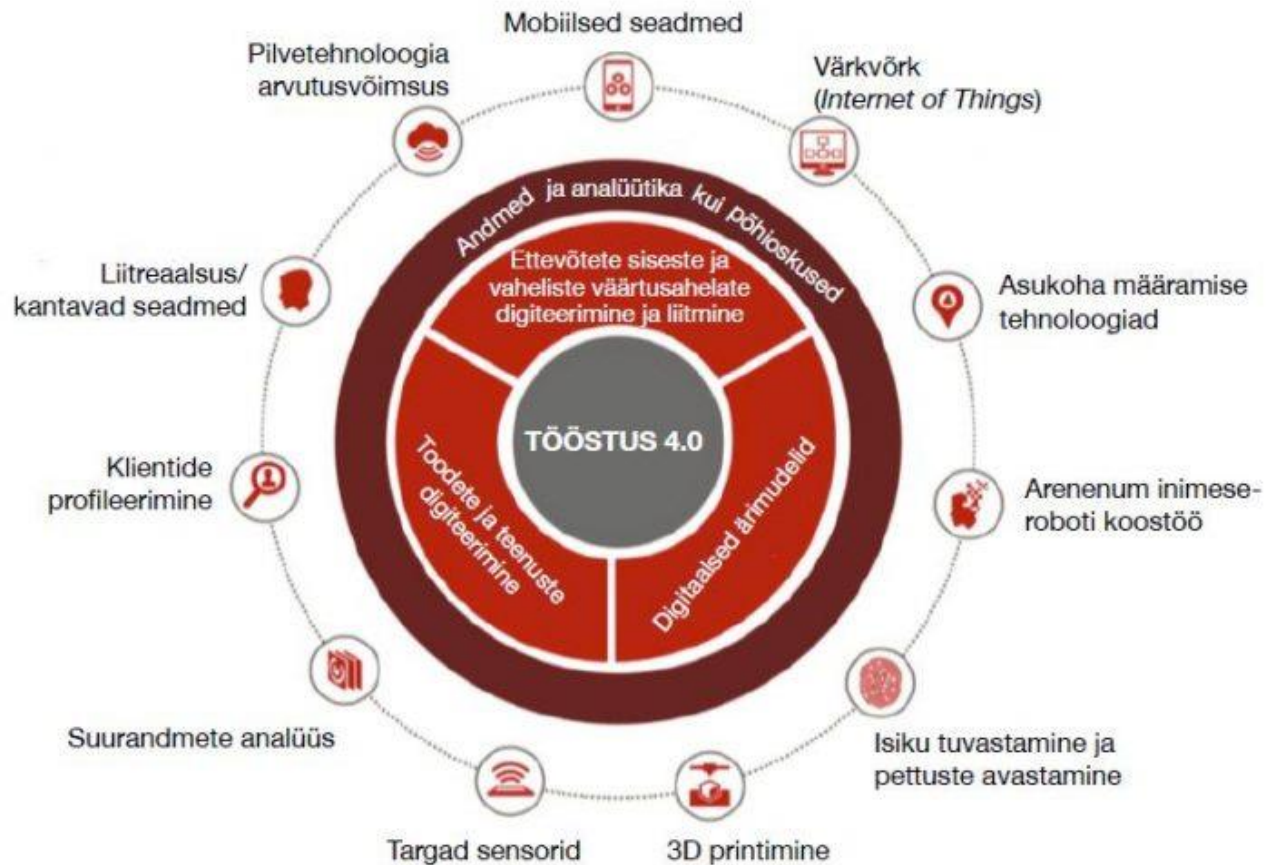 Mobiilsed seadmed
Pilvetehnoloogia
arvutusvõimsus
Värkvõrk
(Internet of Things)
Andmed ja analüütika kui põhioskused
Ettevõtete siseste ja
vaheliste väärtusahelate
digiteerimine ja liitmine
Liitreaalsus/
kantavad seadmed
Asukoha määramise
tehnoloogiad
TÖÖSTUS 4.0
Klientide
profileerimine
Toodete ja teenuste
digiteerimine
Digitaalsed ärimudelid
Arenenum inimese-
roboti koostöö
Suurandmete analüüs
Isiku tuvastamine ja
pettuste avastamine
Targad sensorid
3D printimine